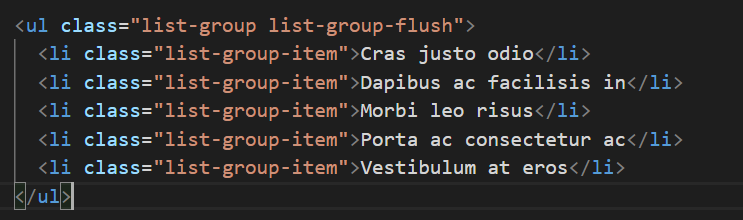 <ul class="list-group list-group-flush">
<li class="list-group-item">Cras justo odio</li>
<li class="list-group-item">Dapibus ac facilisis in</li>
<li class="list-group-item">Morbi leo risus</li>
<li class="list-group-item">Porta ac consectetur ac</li>
<li class="list-group-item">Vestibulum at eros</li>
</ul>